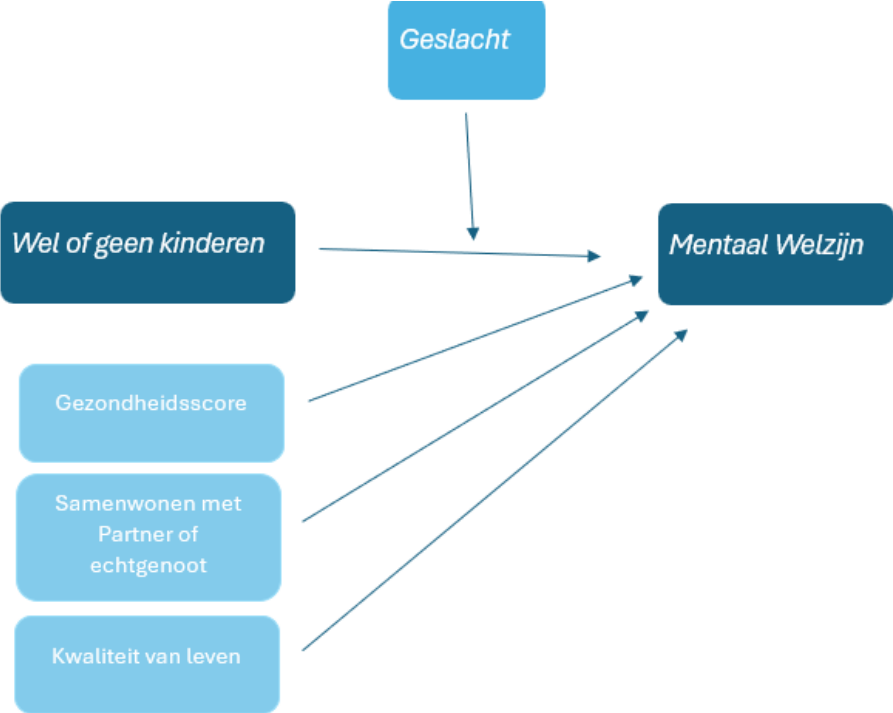 Geslacht
Wel of geen kinderen
Mentaal Welzijn
Gezondheidsscore
Samenwonen met
Partner of
echtgenoot
Kwaliteit van leven